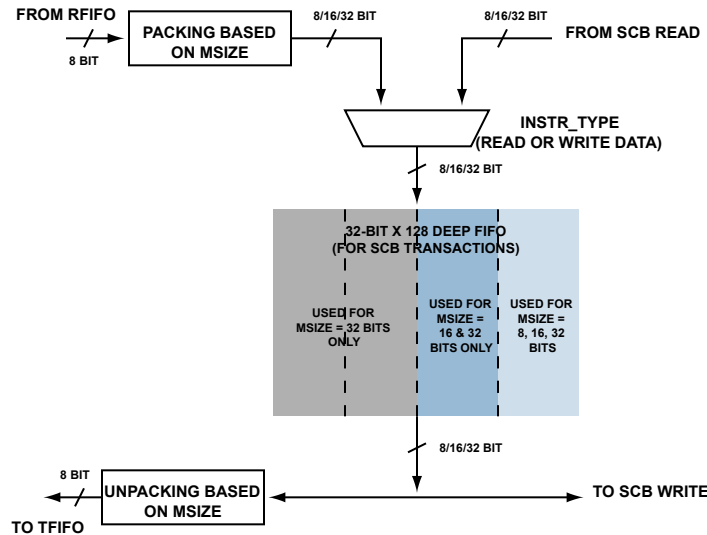 FROM RFIFO
8 BIT
PACKING BASED
ON MSIZE
8/16/32 BIT
8/16/32 BIT
FROM SCB READ
INSTR_TYPE
(READ OR WRITE DATA)
8/16/32 BIT
32-BIT X 128 DEEP FIFO
(FOR SCB TRANSACTIONS)
USED FOR
MSIZE = 32 BITS
ONLY
USED FOR
MSIZE =
16 & 32
BITS ONLY
USED FOR
MSIZE =
8, 16, 32
BITS
8/16/32 BIT
8 BIT
UNPACKING BASED
ON MSIZE
TO SCB WRITE
TO TFIFO